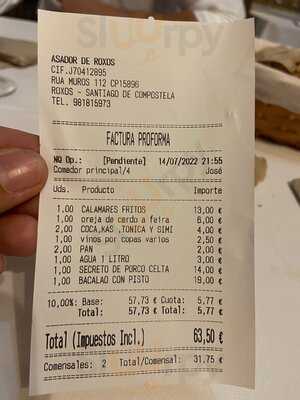 Sluurpy
ASADOR DE ROXOS
CIF.J70412895
RUA MUROS 112 CP15896
ROXOS - SANTIAGO DE COMPOSTELA
TEL. 981815973
FACTURA PROFORMA
NQ Op.: [Pendiente] 14/07/2022 21:55
Comedor principal/4 José
Uds. Producto Importe
1,00 CALAMARES FRITOS 13,00 €
1,00 oreja de cerdo a feira 6,00 €
2,00 COCA,KAS ,TONICA Y SIMI 4,00 €
1,00 vinos por copas varios 2,50 €
2,00 PAN 2,00 €
1,00 AGUA 1 LITRO 3,00 €
1,00 SECRETO DE PORCO CELTA 14,00 €
1,00 BACALAO CON PISTO 19,00 €
10,00%: Base: 57,73 € Cuota: 5,77 €
Total: 57,73 € Total: 5,77 €
Total (Impuestos Incl.) 63,50 €
Comensales: 2 Total/Comensal: 31,75 €